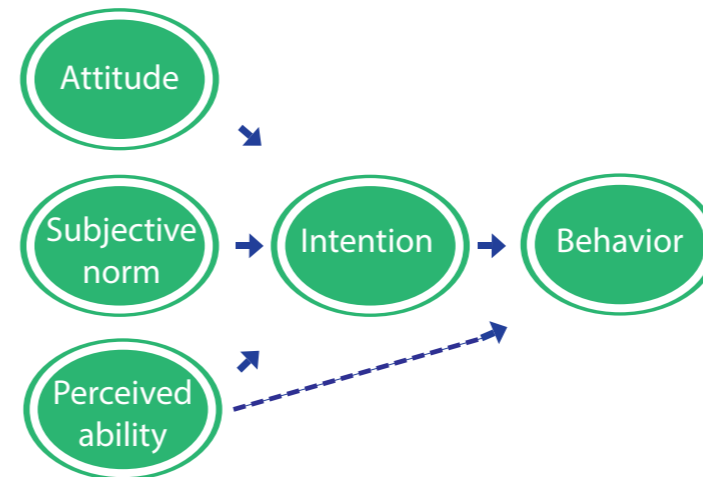 Attitude
Subjective
norm
Intention
Behavior
Perceived
ability